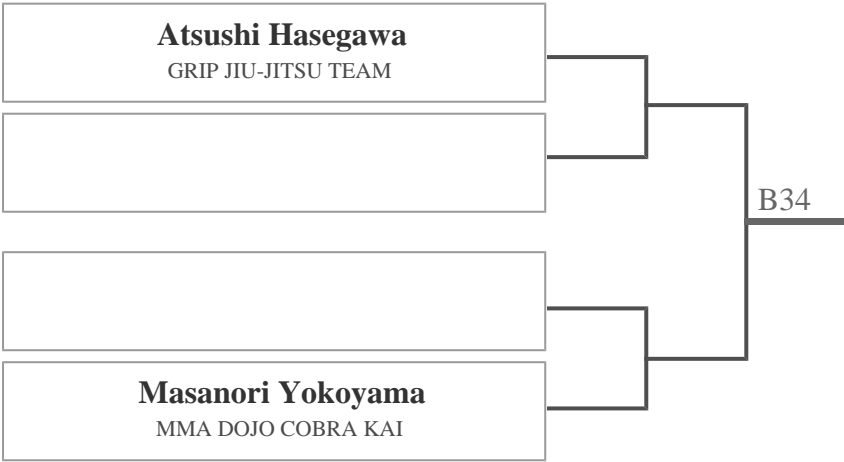 Atsushi Hasegawa
GRIP JIU-JITSU TEAM
B34
Masanori Yokoyama
MMA DOJO COBRA KAI